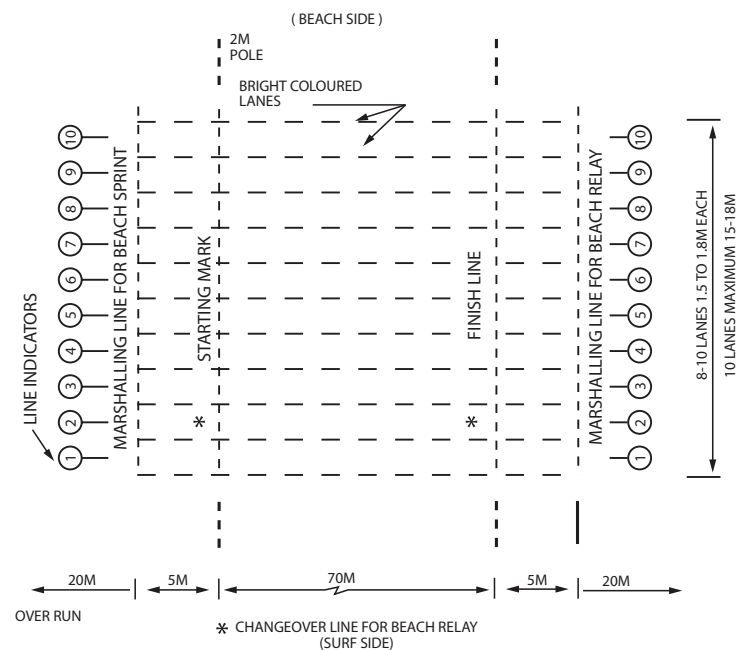 ( BEACH SIDE )
2M
POLE
BRIGHT COLOURED
LANES
10
9
8
7
6
5
4
3
2
1
LINE INDICATORS
MARSHALLING LINE FOR BEACH SPRINT
STARTING MARK
*
FINISH LINE
*
MARSHALLING LINE FOR BEACH RELAY
10
9
8
7
6
5
4
3
2
1
8-10 LANES 1.5 TO 1.8M EACH
10 LANES MAXIMUM 15-18M
20M
5M
70M
5M
20M
OVER RUN
* CHANGEOVER LINE FOR BEACH RELAY
(SURF SIDE)